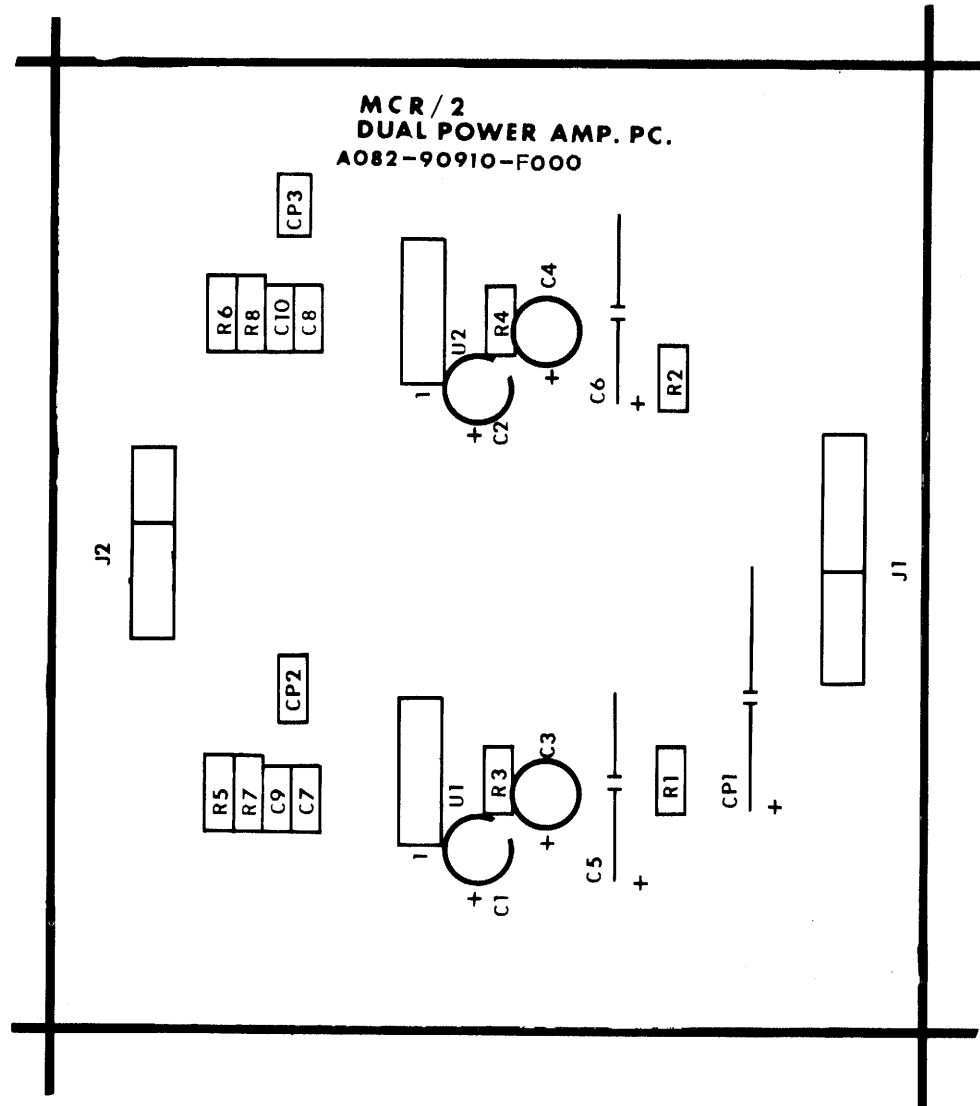 MCR/2
DUAL POWER AMP. PC.
A082-90910-F000
CP3
R6
R8
C10
C8
C4
R4
U2
1
+
C2
+
C6
+
R2
J2
CP2
R5
R7
C9
C7
U1
1
R3
C3
+
C1
+
C5
+
R1
CP1
+
J1